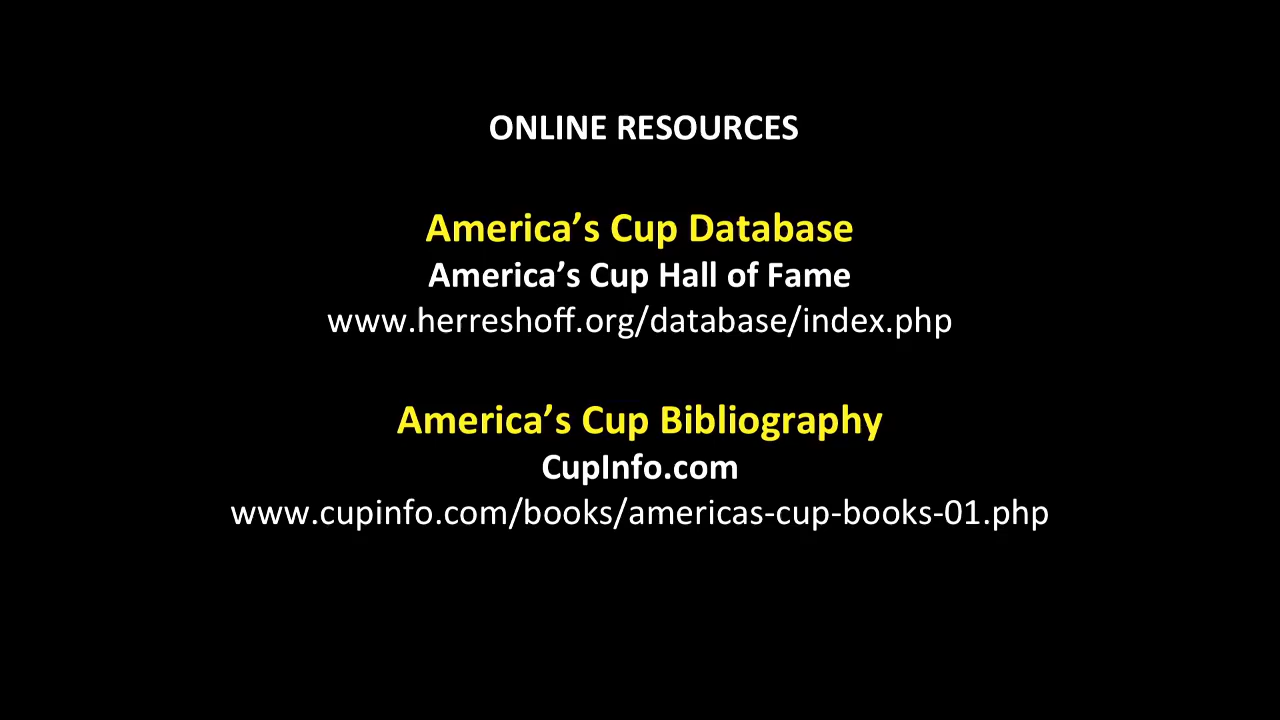 ONLINE RESOURCES
America’s Cup Database
America’s Cup Hall of Fame
www.herreshoff.org/database/index.php
America’s Cup Bibliography
CupInfo.com
www.cupinfo.com/books/americas-cup-books-01.php